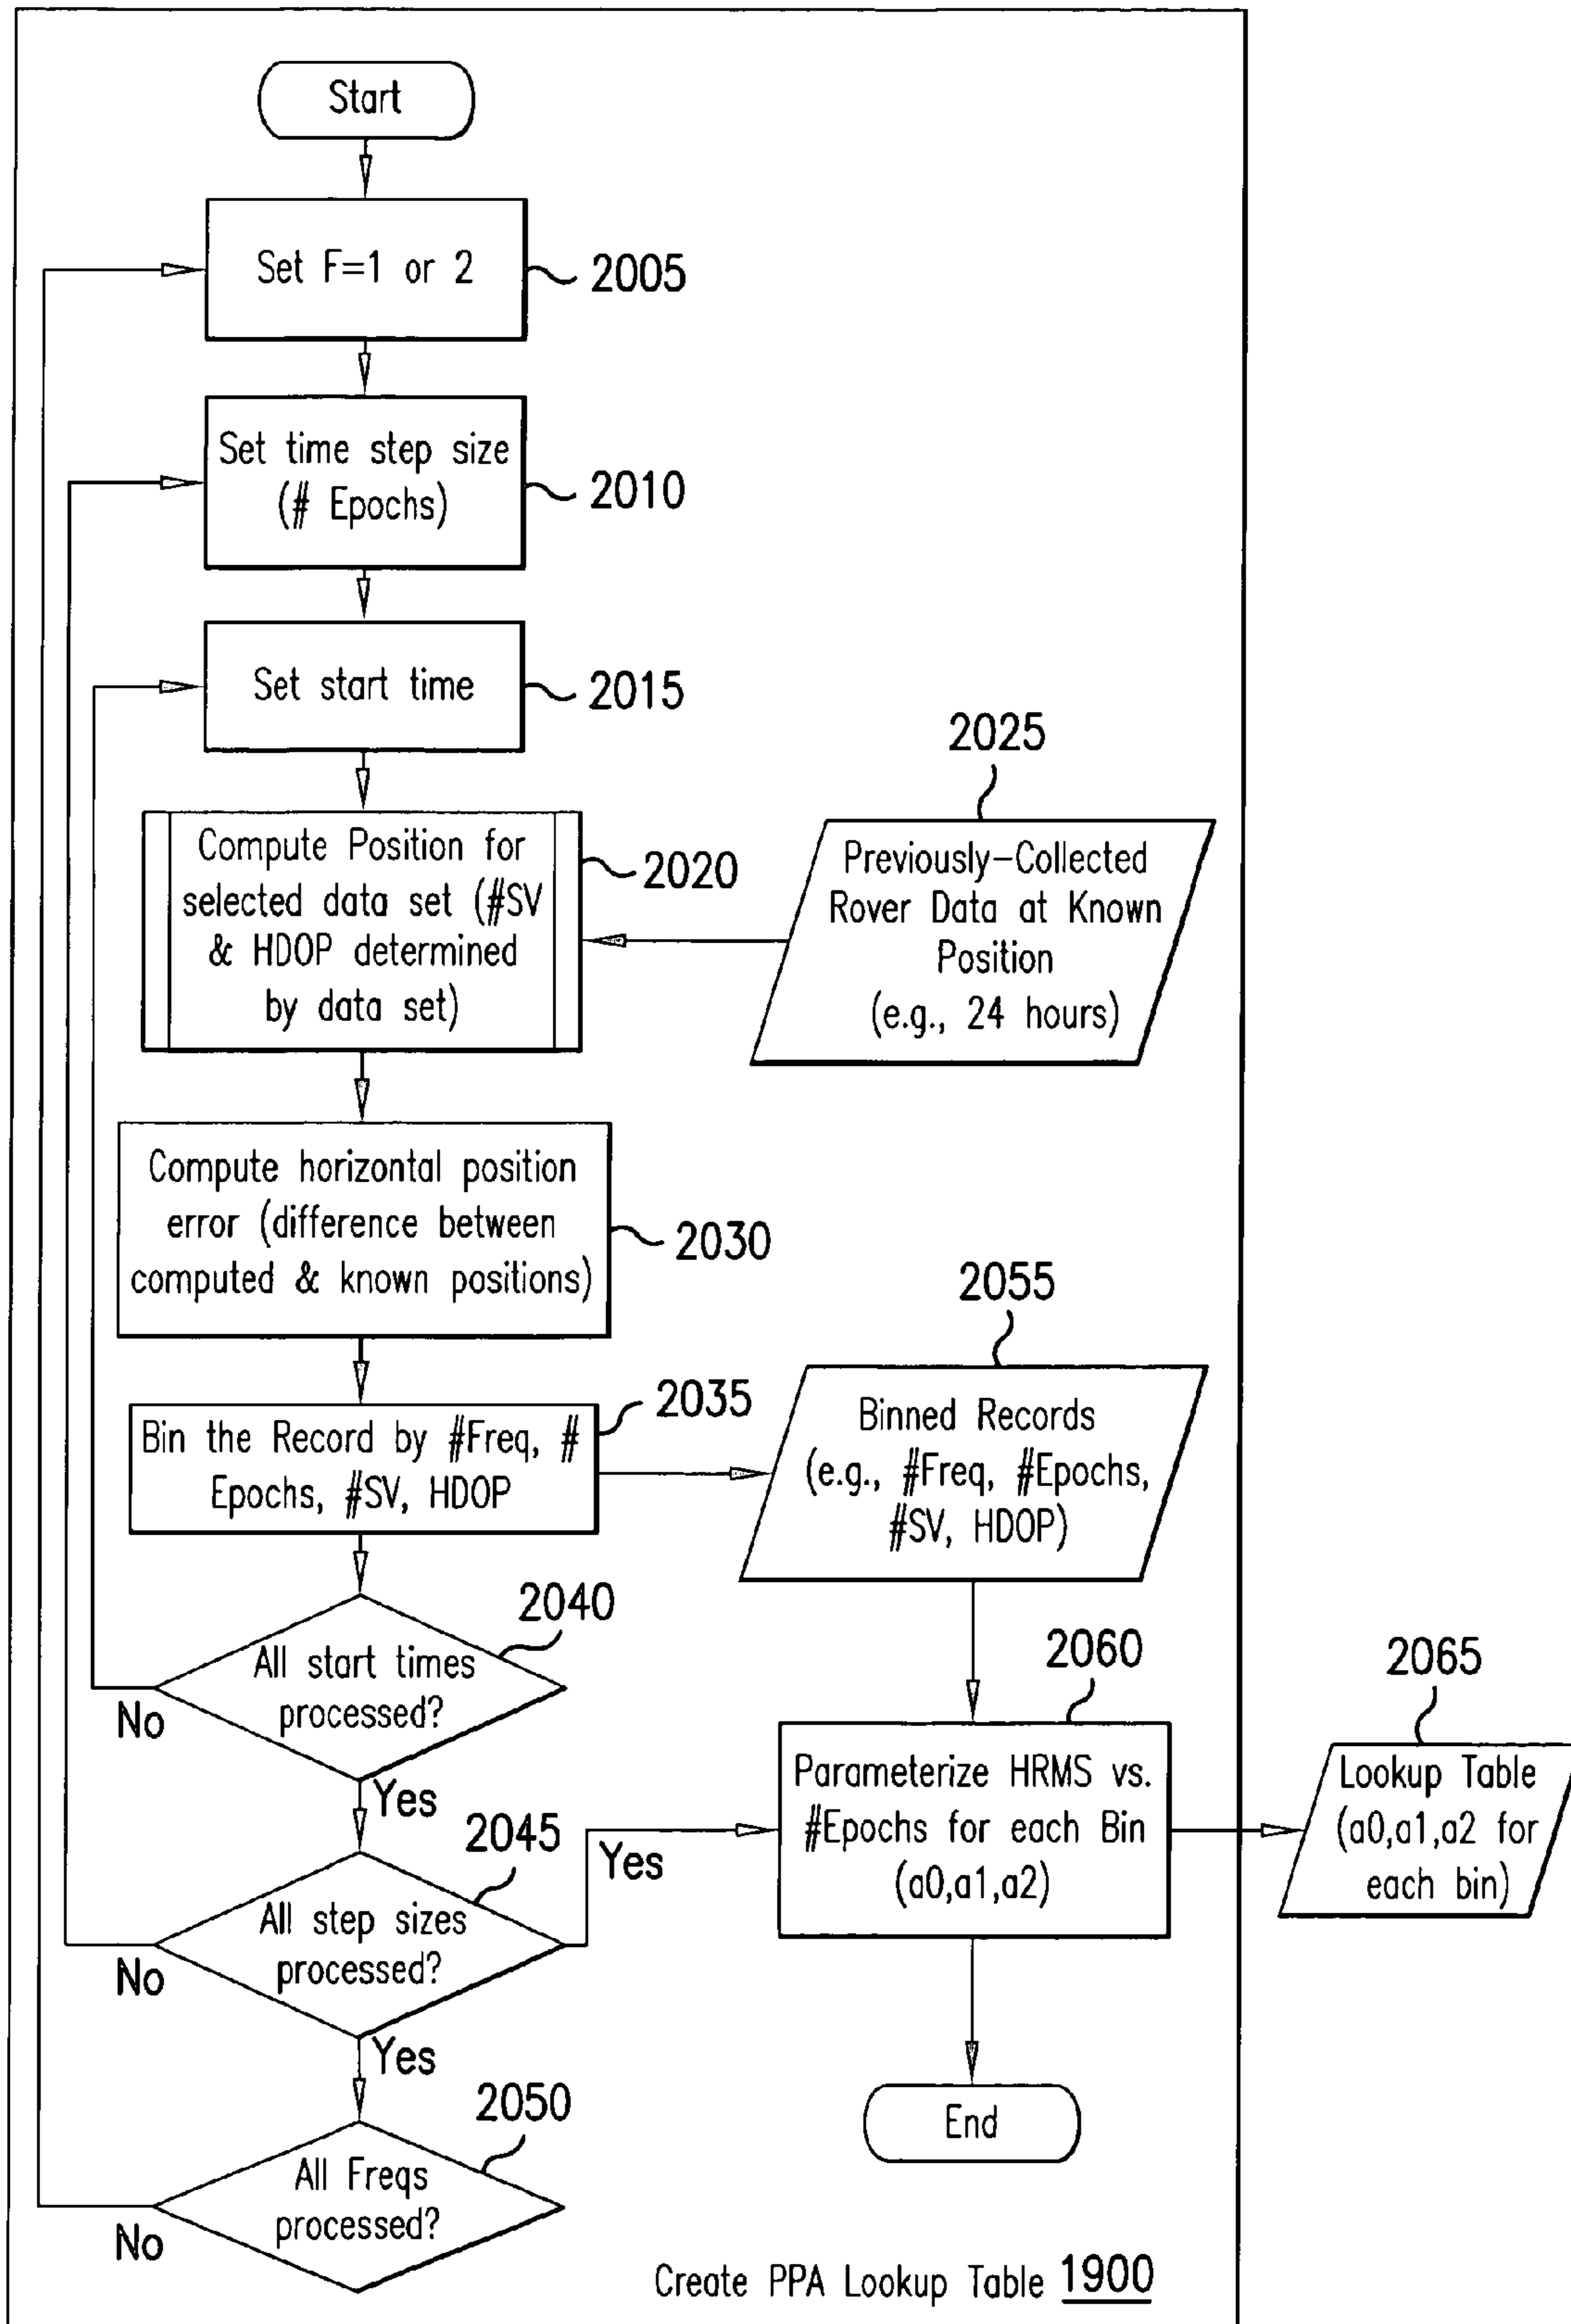 Start
Set F=1 or 2
2005
Set time step size
(# Epochs)
2010
Set start time
2015
2025
Compute Position for
selected data set (#SV
& HDOP determined
by data set)
2020
Previously-Collected
Rover Data at Known
Position
(e.g., 24 hours)
Compute horizontal position
error (difference between
computed & known positions)
2030
2055
Bin the Record by #Freq, #
Epochs, #SV, HDOP
2035
Binned Records
(e.g., #Freq, #Epochs,
#SV, HDOP)
2040
All start times
processed?
No
Yes
2060
2065
Parameterize HRMS vs.
#Epochs for each Bin
(a0,a1,a2)
Lookup Table
(a0,a1,a2 for
each bin)
2045
Yes
All step sizes
processed?
No
Yes
2050
End
All Freqs
processed?
No
Create PPA Lookup Table 1900